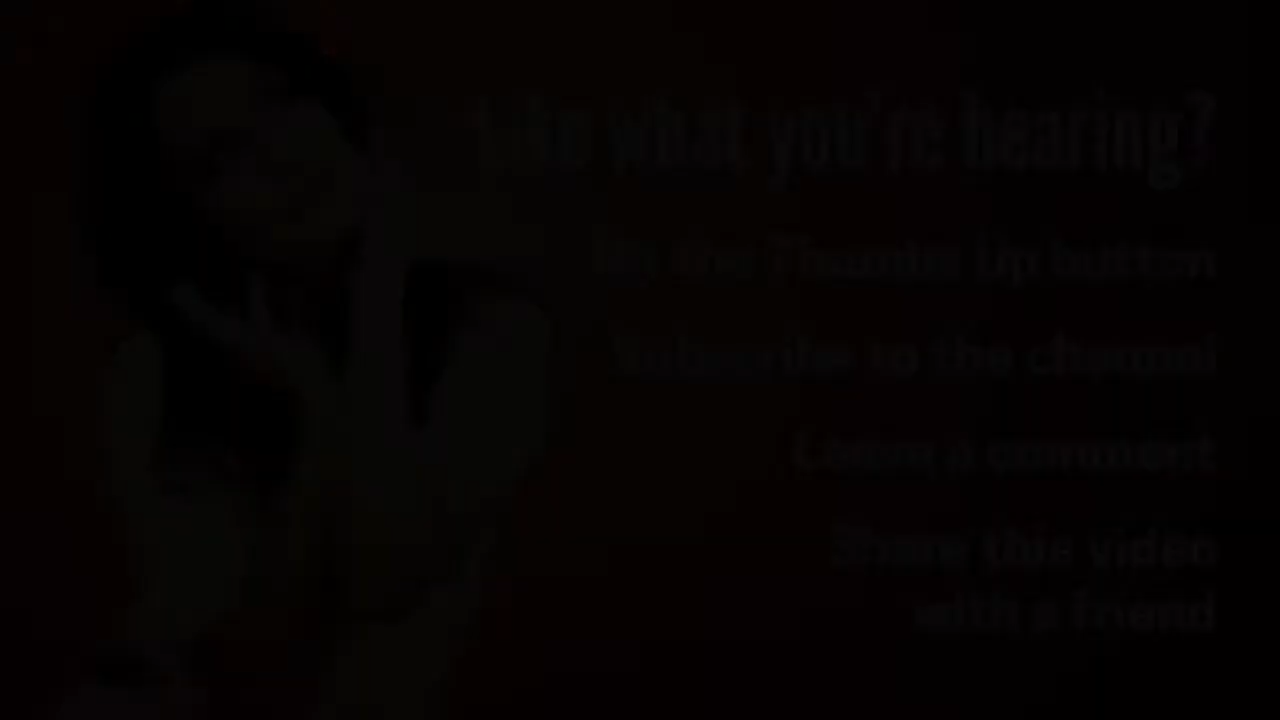 Like what you're hearing?
Hit the Thumbs Up button
Subscribe to the channel
Leave a comment
Share this video
with a friend